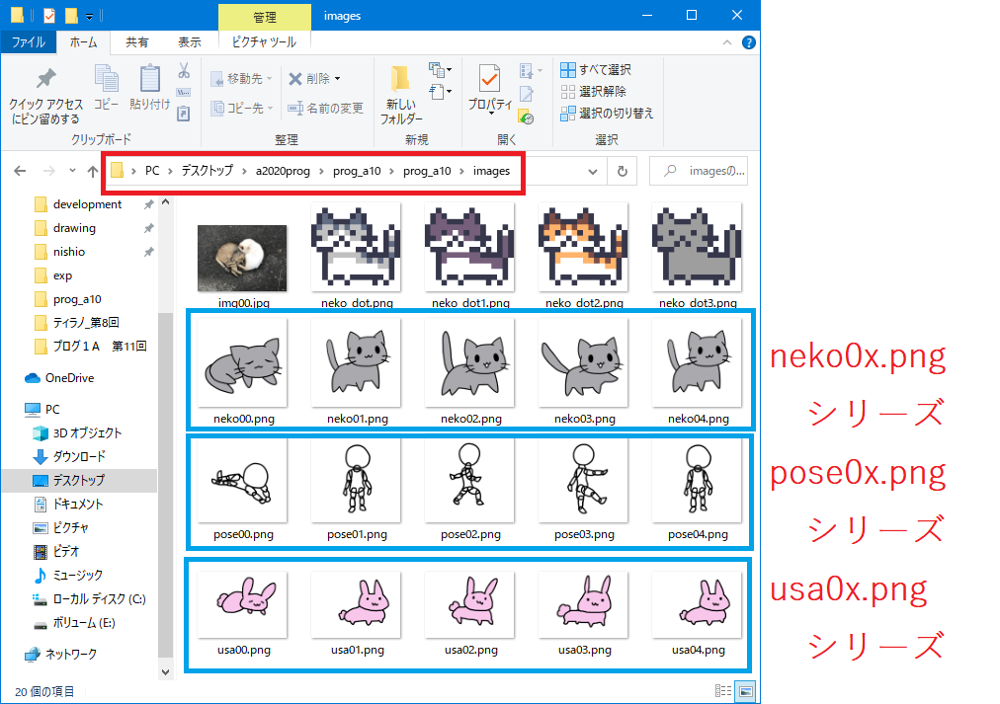 管理
images
ファイル
ホーム
共有
表示
ピクチャ ツール
クイック アクセス
にピン留めする
コピー
貼り付け
クリップボード
移動先
コピー先
削除
名前の変更
整理
新しい
フォルダー
新規
プロパティ
開く
すべて選択
選択解除
選択の切り替え
選択
PC
デスクトップ
a2020prog
prog_a10
prog_a10
images
imagesの...
development
drawing
nishio
exp
prog_a10
ティラノ_第8回
プログ１A　第11回
OneDrive
PC
3D オブジェクト
ダウンロード
デスクトップ
ドキュメント
ピクチャ
ビデオ
ミュージック
ローカル ディスク (C:)
ボリューム (E:)
ネットワーク
img00.jpg
neko_dot.png
neko_dot1.png
neko_dot2.png
neko_dot3.png
neko00.png
neko01.png
neko02.png
neko03.png
neko04.png
pose00.png
pose01.png
pose02.png
pose03.png
pose04.png
usa00.png
usa01.png
usa02.png
usa03.png
usa04.png
neko0x.png
シリーズ
pose0x.png
シリーズ
usa0x.png
シリーズ
20 個の項目